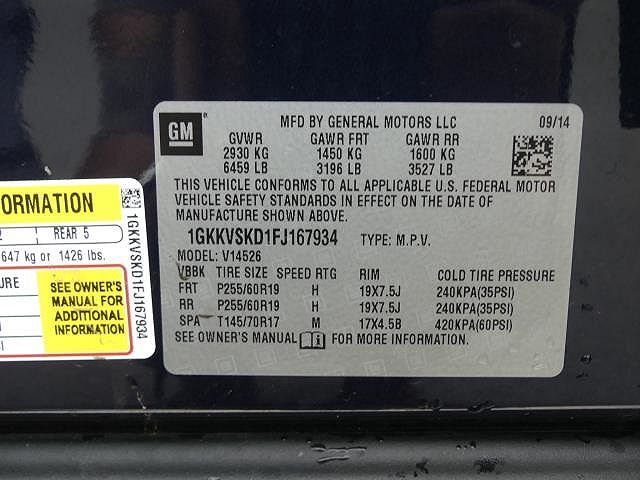 GM
MFD BY GENERAL MOTORS LLC 09/14
GVWR GAWR FRT GAWR RR
2930 KG 1450 KG 1600 KG
6459 LB 3196 LB 3527 LB
THIS VEHICLE CONFORMS TO ALL APPLICABLE U.S. FEDERAL MOTOR
VEHICLE SAFETY STANDARDS IN EFFECT ON THE DATE OF
MANUFACTURE SHOWN ABOVE.
1GKKVSKD1FJ167934 TYPE: M.P.V.
MODEL: V14526
VBBK TIRE SIZE SPEED RTG RIM COLD TIRE PRESSURE
FRT P255/60R19 H 19X7.5J 240KPA(35PSI)
RR P255/60R19 H 19X7.5J 240KPA(35PSI)
SPA T145/70R17 M 17X4.5B 420KPA(60PSI)
SEE OWNER'S MANUAL FOR MORE INFORMATION.
ORMATION
2 REAR 5
647 kg or 1426 lbs.
URE
SEE OWNER'S
MANUAL FOR
ADDITIONAL
INFORMATION
1GKKVSKD1FJ167934